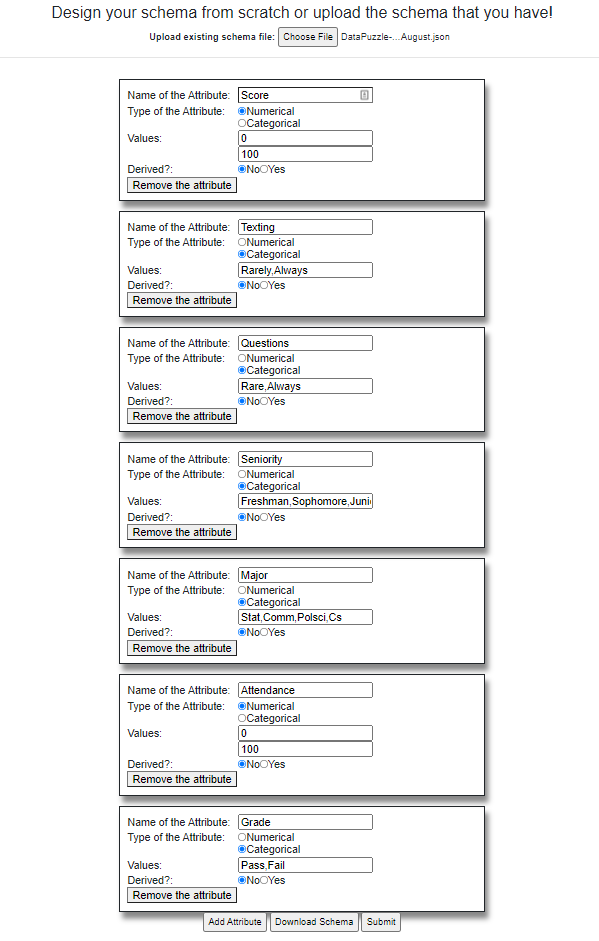 Design your schema from scratch or upload the schema that you have!
Upload existing schema file: Choose File DataPuzzle-...August.json
Name of the Attribute: Score
Type of the Attribute: Numerical
Categorical
Values: 0
100
Derived?: No Yes
Remove the attribute
Name of the Attribute: Texting
Type of the Attribute: Numerical
Categorical
Values: Rarely,Always
Derived?: No Yes
Remove the attribute
Name of the Attribute: Questions
Type of the Attribute: Numerical
Categorical
Values: Rare,Always
Derived?: No Yes
Remove the attribute
Name of the Attribute: Seniority
Type of the Attribute: Numerical
Categorical
Values: Freshman,Sophomore,Juni
Derived?: No Yes
Remove the attribute
Name of the Attribute: Major
Type of the Attribute: Numerical
Categorical
Values: Stat,Comm,Polsci,Cs
Derived?: No Yes
Remove the attribute
Name of the Attribute: Attendance
Type of the Attribute: Numerical
Categorical
Values: 0
100
Derived?: No Yes
Remove the attribute
Name of the Attribute: Grade
Type of the Attribute: Numerical
Categorical
Values: Pass,Fail
Derived?: No Yes
Remove the attribute
Add Attribute Download Schema Submit